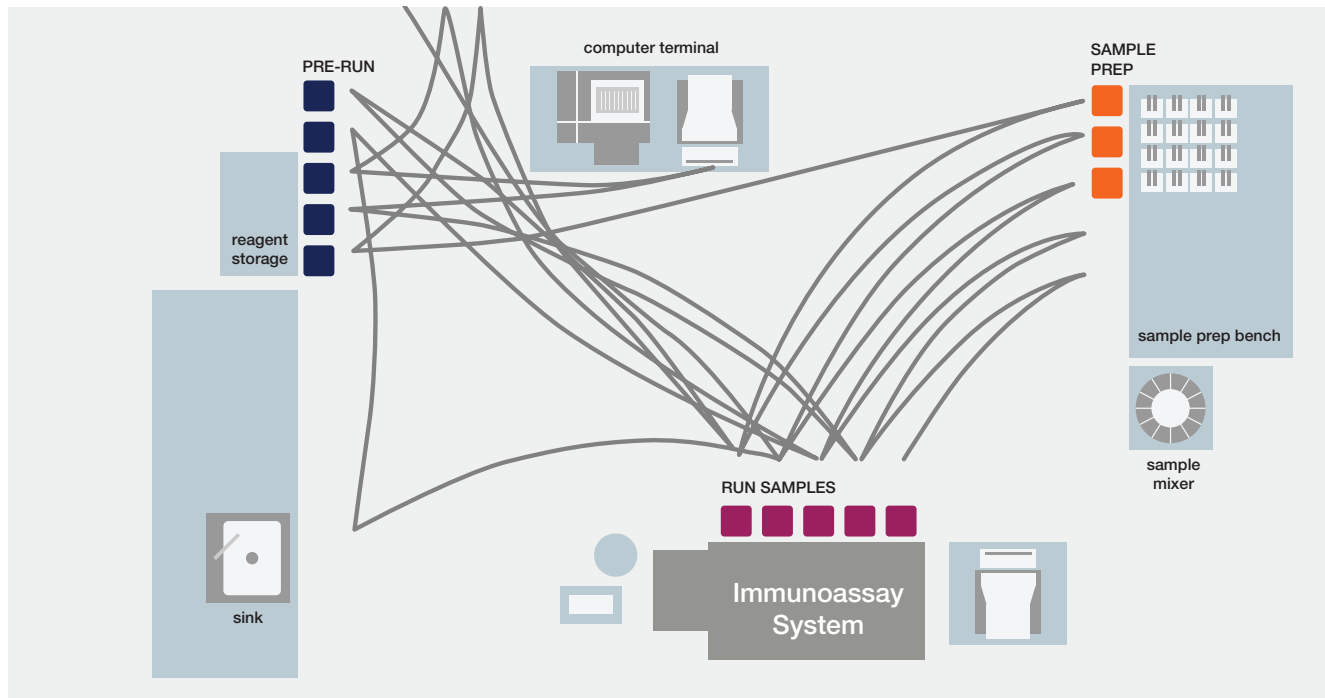 computer terminal
SAMPLE
PREP
PRE-RUN
reagent
storage
sample prep bench
sample
mixer
RUN SAMPLES
Immunoassay
System
sink